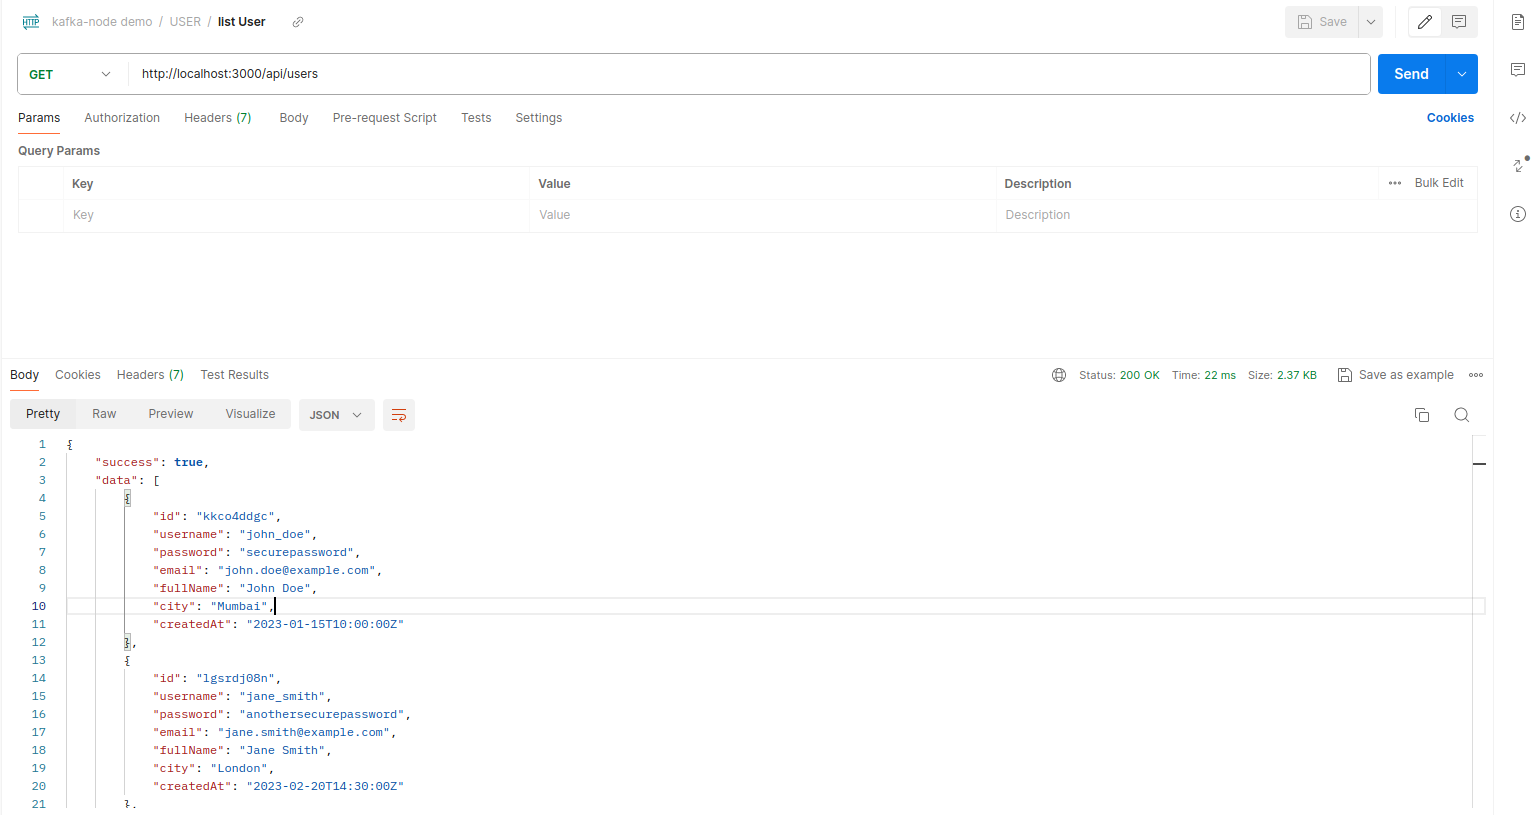 HTTP kafka-node demo / USER / list User Save
GET http://localhost:3000/api/users Send
Params Authorization Headers (7) Body Pre-request Script Tests Settings Cookies
Query Params
Key Value Description Bulk Edit
Key Value Description
Body Cookies Headers (7) Test Results Status: 200 OK Time: 22 ms Size: 2.37 KB Save as example
Pretty Raw Preview Visualize JSON
1 {
2 "success": true,
3 "data": [
4 {
5 "id": "kkco4ddgc",
6 "username": "john_doe",
7 "password": "securepassword",
8 "email": "john.doe@example.com",
9 "fullName": "John Doe",
10 "city": "Mumbai",
11 "createdAt": "2023-01-15T10:00:00Z"
12 },
13 {
14 "id": "lgsrdj08n",
15 "username": "jane_smith",
16 "password": "anothersecurepassword",
17 "email": "jane.smith@example.com",
18 "fullName": "Jane Smith",
19 "city": "London",
20 "createdAt": "2023-02-20T14:30:00Z"
21 },